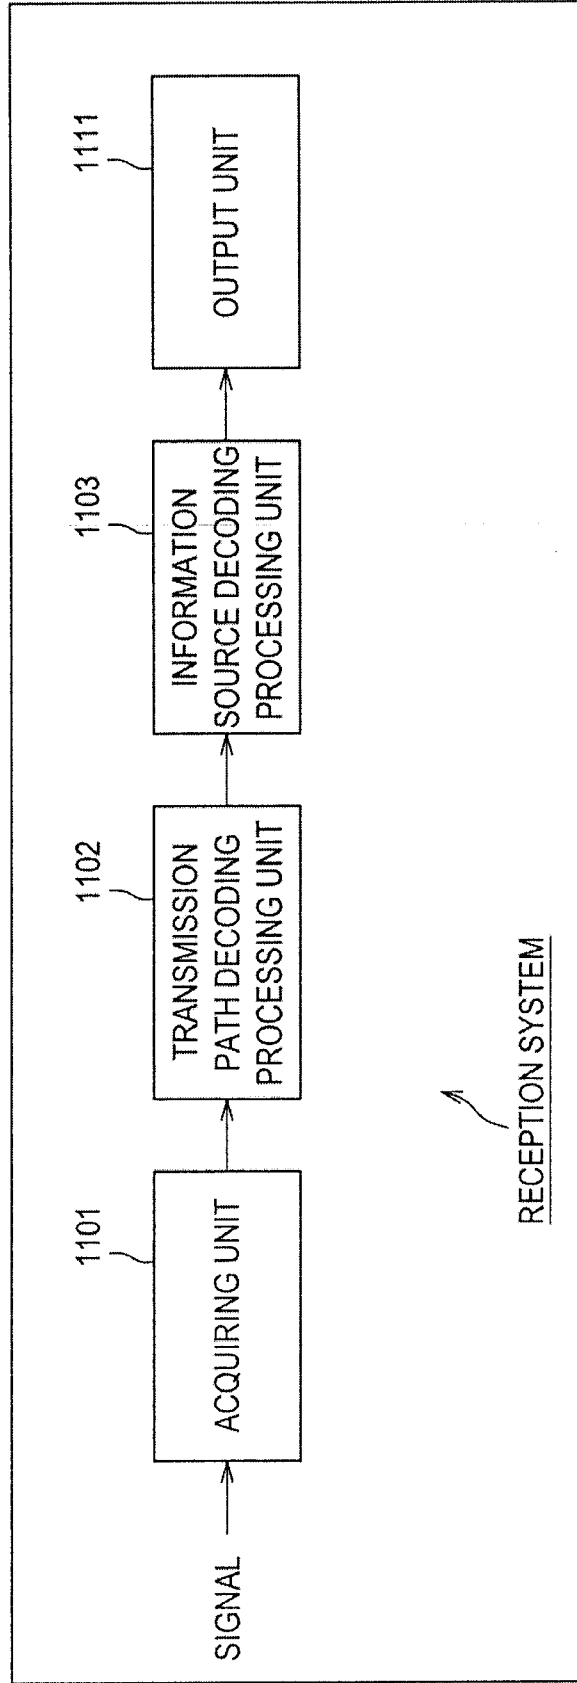 SIGNAL
1101
ACQUIRING UNIT
1102
TRANSMISSION
PATH DECODING
PROCESSING UNIT
1103
INFORMATION
SOURCE DECODING
PROCESSING UNIT
1111
OUTPUT UNIT
RECEPTION SYSTEM